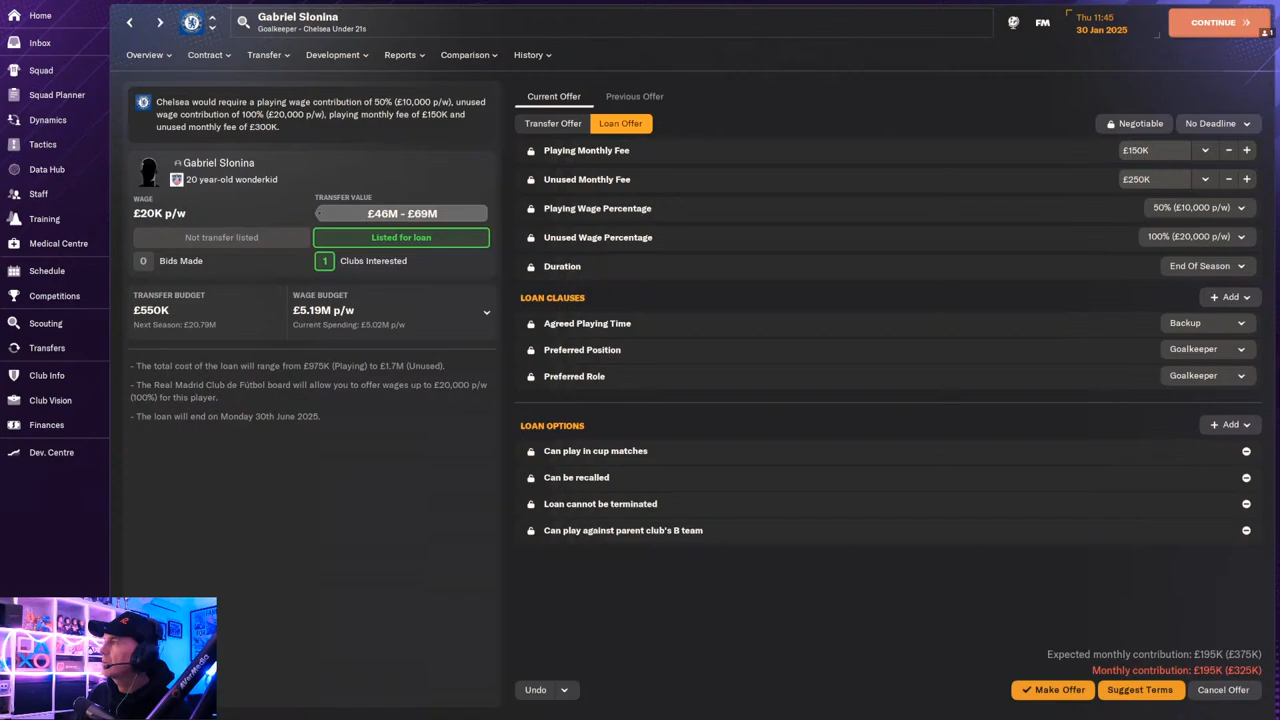 Home
Inbox
Squad
Squad Planner
Dynamics
Tactics
Data Hub
Staff
Training
Medical Centre
Schedule
Competitions
Scouting
Transfers
Club Info
Club Vision
Finances
Dev. Centre
Gabriel Slonina
Goalkeeper - Chelsea Under 21s
FM
Thu 11:45
30 Jan 2025
CONTINUE
1
Overview
Contract
Transfer
Development
Reports
Comparison
History
Chelsea would require a playing wage contribution of 50% (£10,000 p/w), unused
wage contribution of 100% (£20,000 p/w), playing monthly fee of £150K and
unused monthly fee of £300K.
Gabriel Slonina
20 year-old wonderkid
WAGE
£20K p/w
TRANSFER VALUE
£46M - £69M
Not transfer listed
Listed for loan
0 Bids Made
1 Clubs Interested
TRANSFER BUDGET
£550K
Next Season: £20.79M
WAGE BUDGET
£5.19M p/w
Current Spending: £5.02M p/w
- The total cost of the loan will range from £975K (Playing) to £1.7M (Unused).
- The Real Madrid Club de Fútbol board will allow you to offer wages up to £20,000 p/w
(100%) for this player.
- The loan will end on Monday 30th June 2025.
Current Offer
Previous Offer
Transfer Offer
Loan Offer
Negotiable
No Deadline
Playing Monthly Fee £150K
Unused Monthly Fee £250K
Playing Wage Percentage 50% (£10,000 p/w)
Unused Wage Percentage 100% (£20,000 p/w)
Duration End Of Season
LOAN CLAUSES + Add
Agreed Playing Time Backup
Preferred Position Goalkeeper
Preferred Role Goalkeeper
LOAN OPTIONS + Add
Can play in cup matches
Can be recalled
Loan cannot be terminated
Can play against parent club's B team
Expected monthly contribution: £195K (£375K)
Monthly contribution: £195K (£325K)
Undo
Make Offer
Suggest Terms
Cancel Offer
AVerMedia